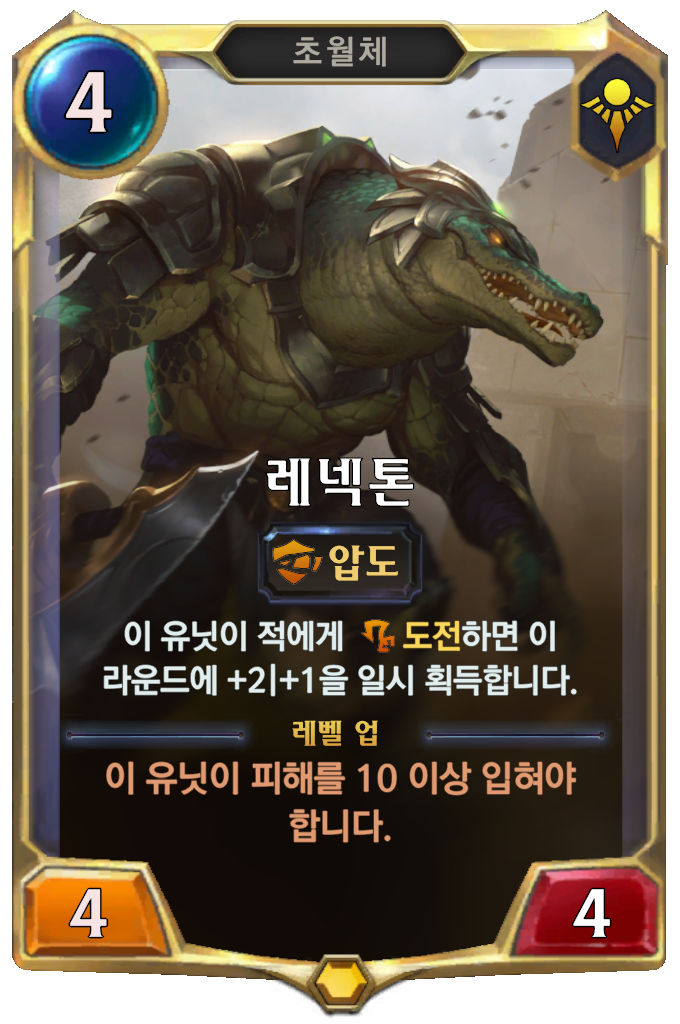 초월체
4
레넥톤
압도
이 유닛이 적에게 도전하면 이
라운드에 +2|+1을 일시 획득합니다.
레벨 업
이 유닛이 피해를 10 이상 입혀야
합니다.
4
4